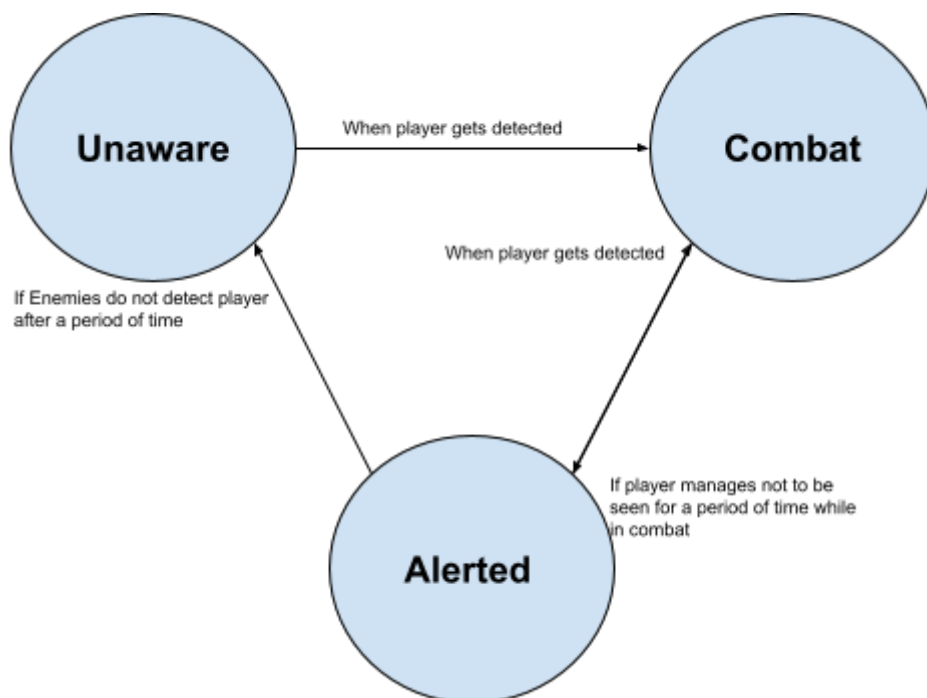 When player gets detected
Unaware
Combat
When player gets detected
If Enemies do not detect player
after a period of time
If player manages not to be
seen for a period of time while
in combat
Alerted